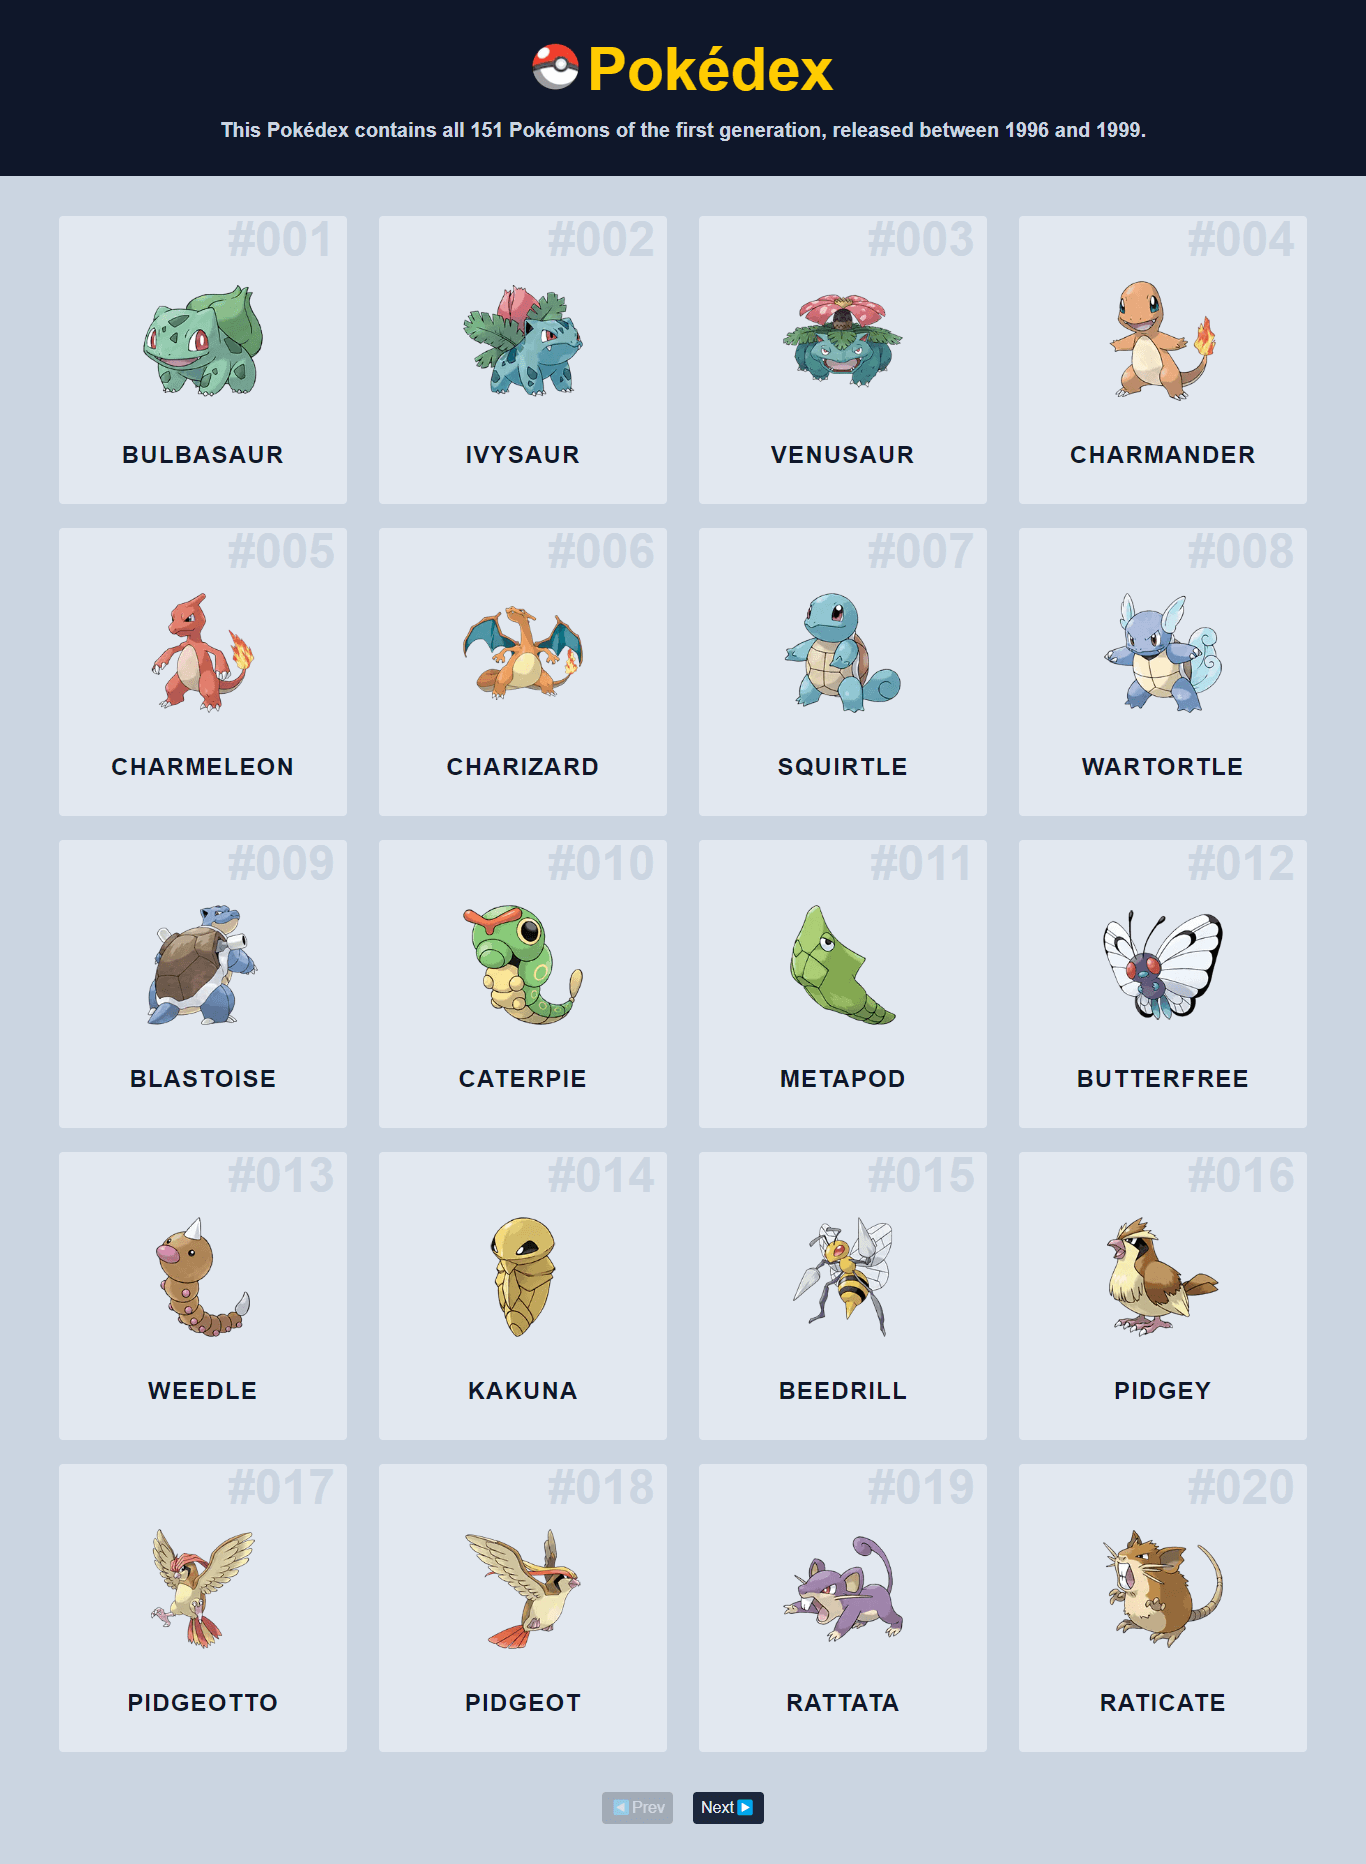 Pokédex
This Pokédex contains all 151 Pokémons of the first generation, released between 1996 and 1999.
#001
BULBASAUR
#002
IVYSAUR
#003
VENUSAUR
#004
CHARMANDER
#005
CHARMELEON
#006
CHARIZARD
#007
SQUIRTLE
#008
WARTORTLE
#009
BLASTOISE
#010
CATERPIE
#011
METAPOD
#012
BUTTERFREE
#013
WEEDLE
#014
KAKUNA
#015
BEEDRILL
#016
PIDGEY
#017
PIDGEOTTO
#018
PIDGEOT
#019
RATTATA
#020
RATICATE
Prev
Next